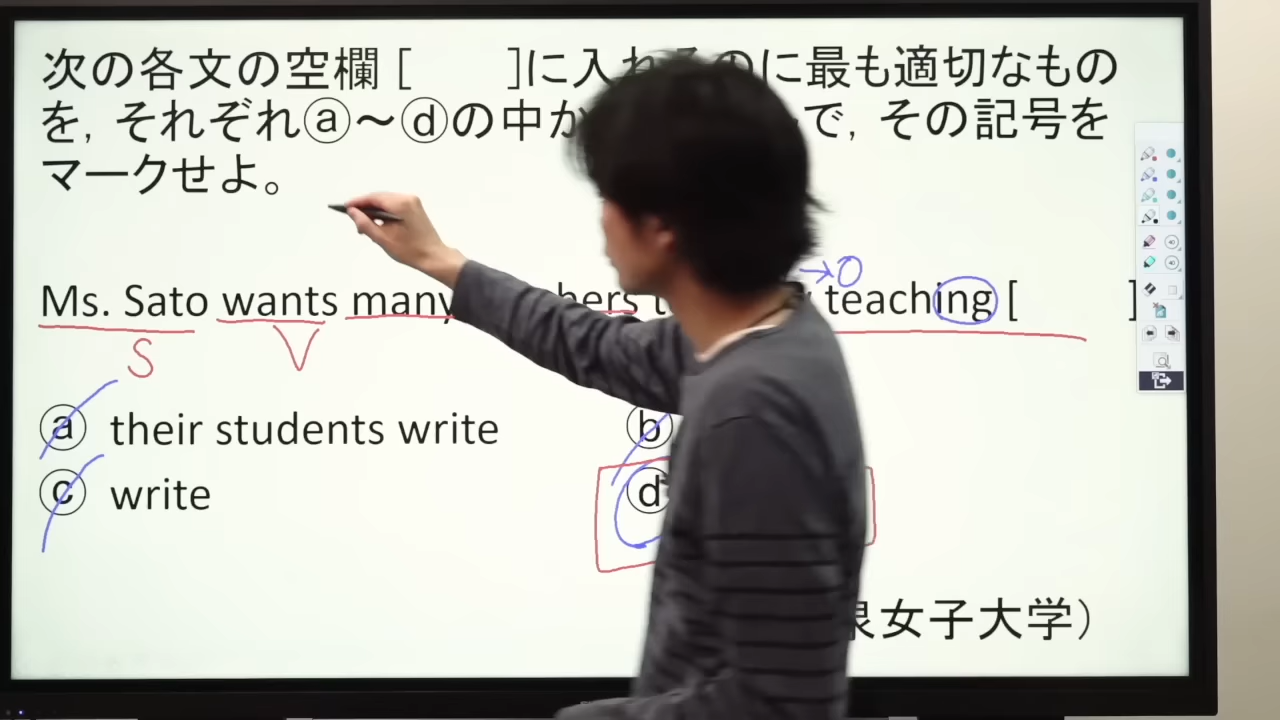 次の各文の空欄 [ ]に入れるのに最も適切なもの
を, それぞれⓐ～ⓓの中か で, その記号を
マークせよ。
→O
Ms. Sato wants many teaching [ ]
S V
ⓐ their students write ⓑ
ⓒ write ⓓ
女子大学）